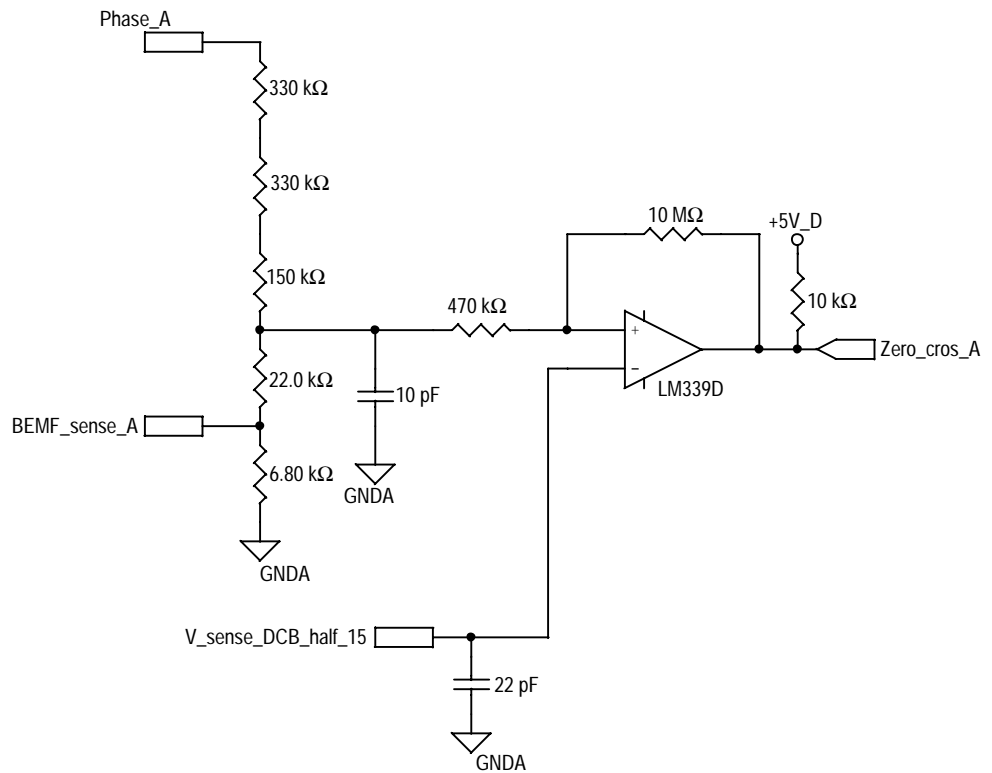 Phase_A
330 kΩ
330 kΩ
10 MΩ
+5V_D
150 kΩ
470 kΩ
10 kΩ
+
Zero_cros_A
−
LM339D
22.0 kΩ
10 pF
BEMF_sense_A
6.80 kΩ
GNDA
GNDA
V_sense_DCB_half_15
22 pF
GNDA